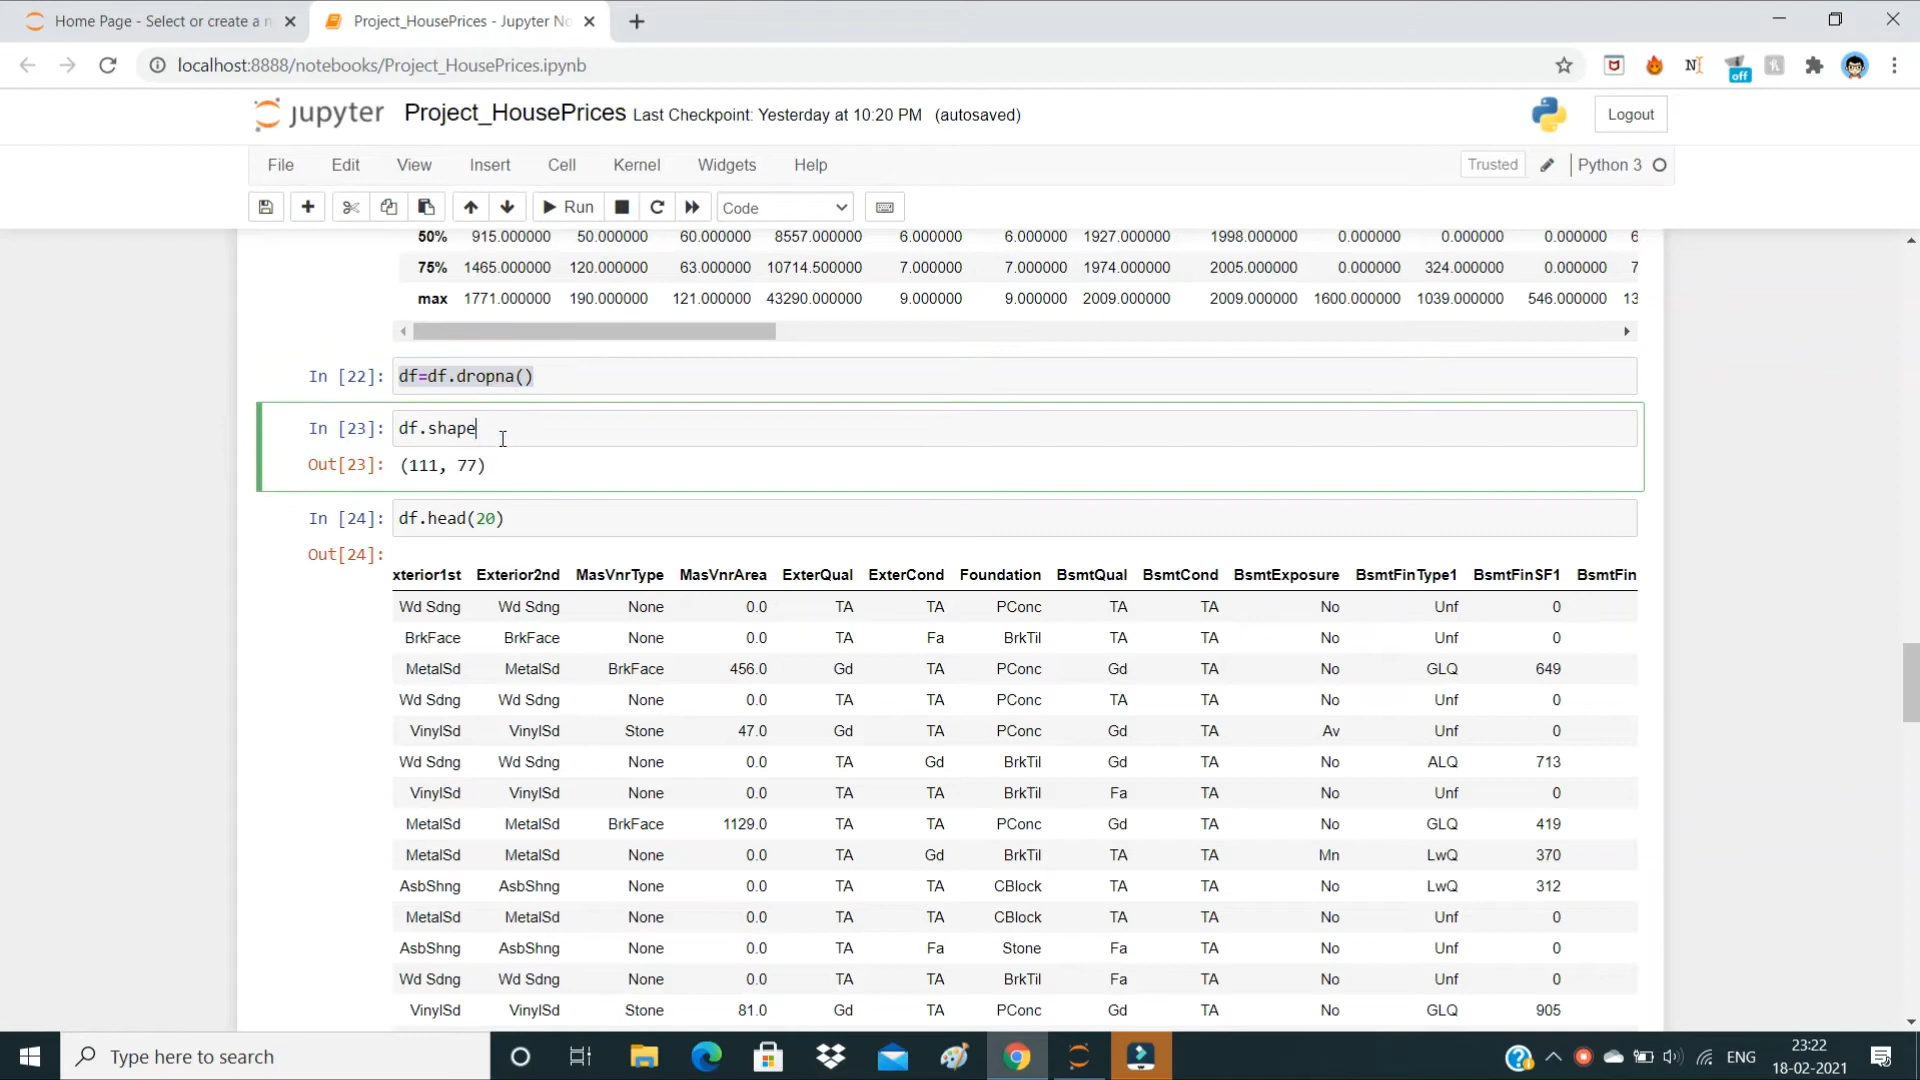 Home Page - Select or create a n
Project_HousePrices - Jupyter No
localhost:8888/notebooks/Project_HousePrices.ipynb
off
jupyter Project_HousePrices Last Checkpoint: Yesterday at 10:20 PM (autosaved)
Logout
File Edit View Insert Cell Kernel Widgets Help
Trusted Python 3
Run Code
50% 915.000000 50.000000 60.000000 8557.000000 6.000000 6.000000 1927.000000 1998.000000 0.000000 0.000000 0.000000 6
75% 1465.000000 120.000000 63.000000 10714.500000 7.000000 7.000000 1974.000000 2005.000000 0.000000 324.000000 0.000000 7
max 1771.000000 190.000000 121.000000 43290.000000 9.000000 9.000000 2009.000000 2009.000000 1600.000000 1039.000000 546.000000 13
In [22]: df=df.dropna()
In [23]: df.shape
Out[23]: (111, 77)
In [24]: df.head(20)
Out[24]:
xterior1st Exterior2nd MasVnrType MasVnrArea ExterQual ExterCond Foundation BsmtQual BsmtCond BsmtExposure BsmtFinType1 BsmtFinSF1 BsmtFin
Wd Sdng Wd Sdng None 0.0 TA TA PConc TA TA No Unf 0
BrkFace BrkFace None 0.0 TA Fa BrkTil TA TA No Unf 0
MetalSd MetalSd BrkFace 456.0 Gd TA PConc Gd TA No GLQ 649
Wd Sdng Wd Sdng None 0.0 TA TA PConc TA TA No Unf 0
VinylSd VinylSd Stone 47.0 Gd TA PConc Gd TA Av Unf 0
Wd Sdng Wd Sdng None 0.0 TA Gd BrkTil Gd TA No ALQ 713
VinylSd VinylSd None 0.0 TA TA BrkTil Fa TA No Unf 0
MetalSd MetalSd BrkFace 1129.0 TA TA PConc Gd TA No GLQ 419
MetalSd MetalSd None 0.0 TA Gd BrkTil TA TA Mn LwQ 370
AsbShng AsbShng None 0.0 TA TA CBlock TA TA No LwQ 312
MetalSd MetalSd None 0.0 TA TA CBlock TA TA No Unf 0
AsbShng AsbShng None 0.0 TA Fa Stone Fa TA No Unf 0
Wd Sdng Wd Sdng None 0.0 TA TA BrkTil Fa TA No Unf 0
VinylSd VinylSd Stone 81.0 Gd TA PConc Gd TA No GLQ 905
Type here to search
ENG
23:22
18-02-2021